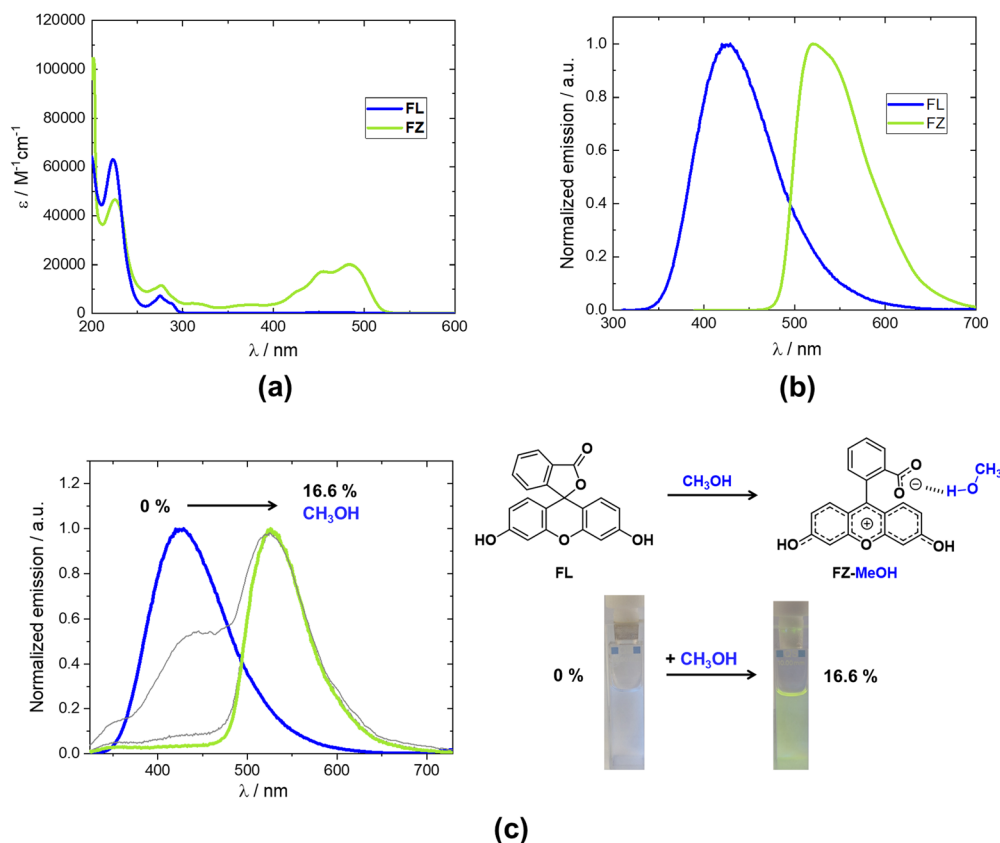 120000
100000
80000
60000
40000
20000
0
ε / M⁻¹cm⁻¹
200 300 400 500 600
λ / nm
FL
FZ
(a)
1.0
0.8
0.6
0.4
0.2
0.0
Normalized emission / a.u.
300 400 500 600 700
λ / nm
FL
FZ
(b)
1.2
1.0
0.8
0.6
0.4
0.2
0.0
Normalized emission / a.u.
400 500 600 700
λ / nm
0 %
16.6 %
CH₃OH
O
O
HO O OH
FL
CH₃OH
O
O ⊖
H-O
CH₃
⊕
HO O OH
FZ-MeOH
0 %
+ CH₃OH
16.6 %
(c)